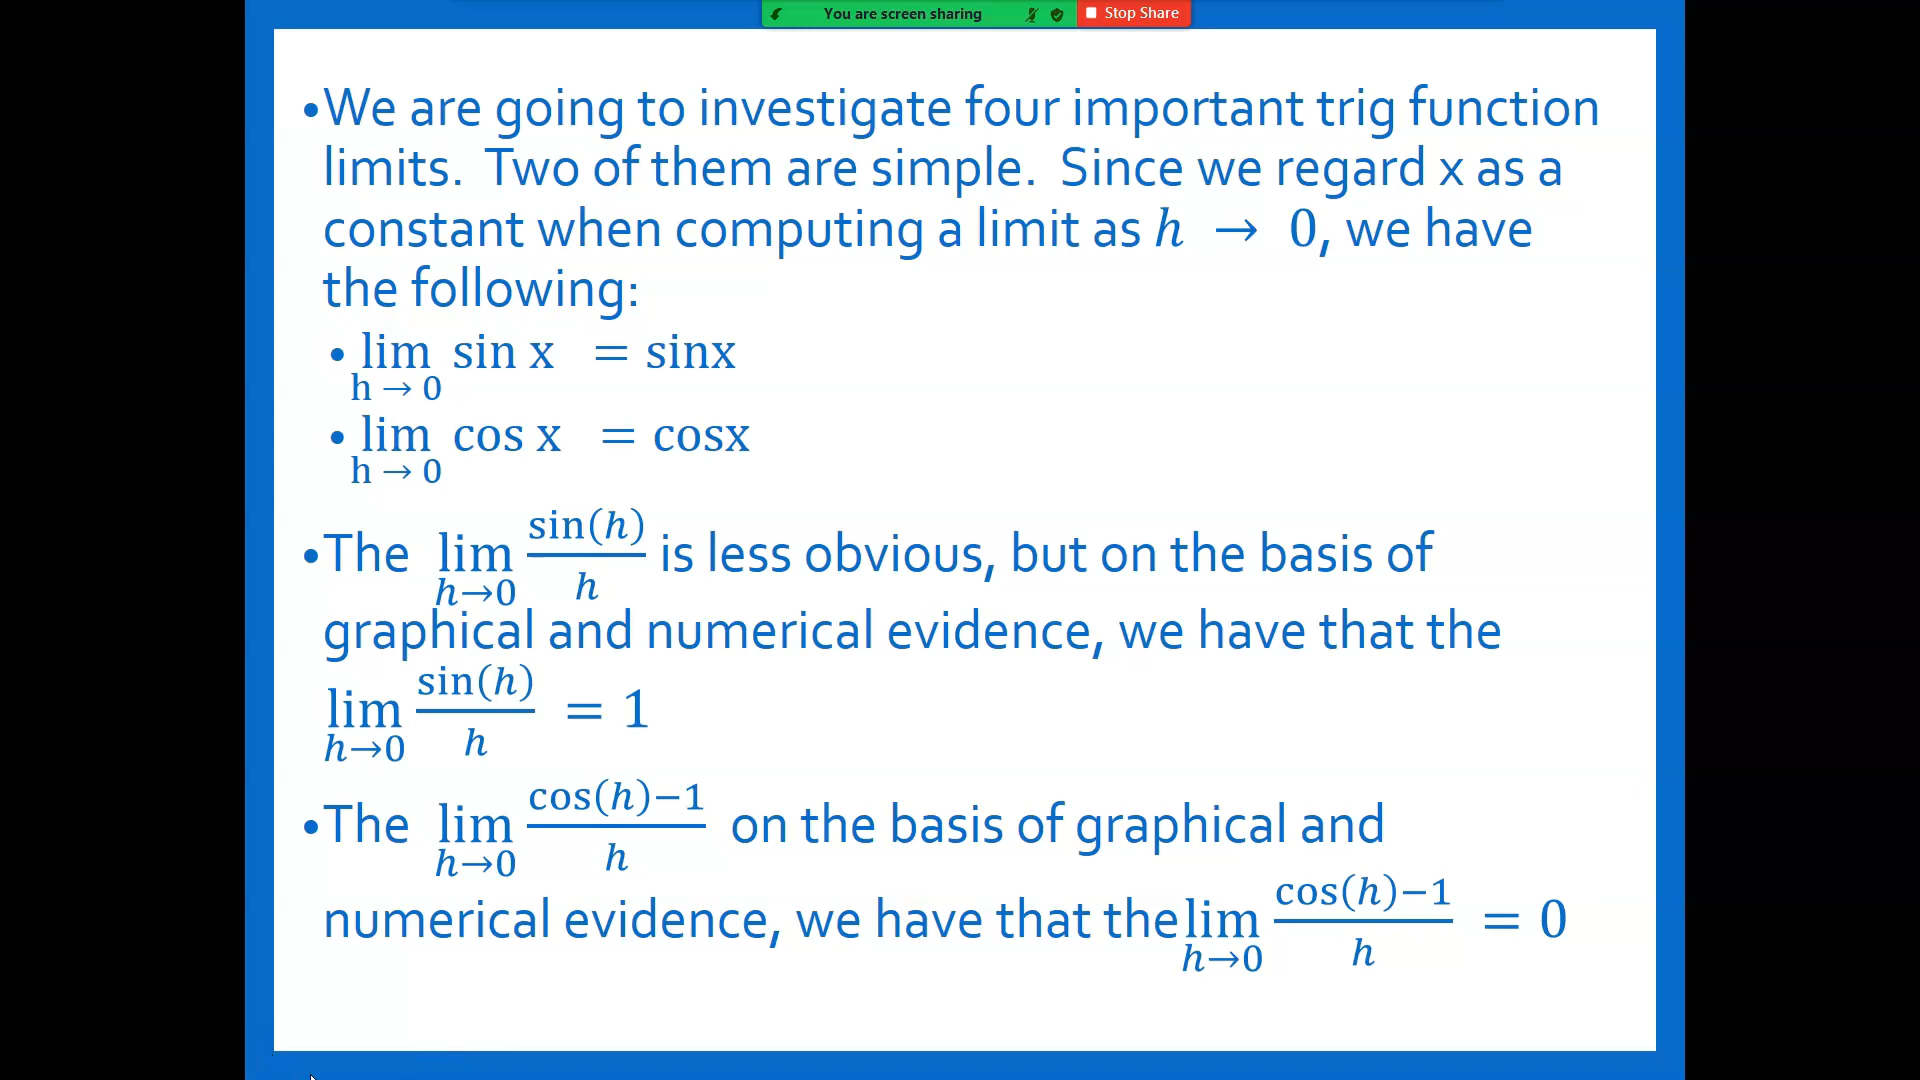 You are screen sharing Stop Share
•We are going to investigate four important trig function
limits. Two of them are simple. Since we regard x as a
constant when computing a limit as h → 0, we have
the following:
• lim sin x = sinx
h → 0
• lim cos x = cosx
h → 0
•The lim h→0 sin(h)/h is less obvious, but on the basis of
graphical and numerical evidence, we have that the
lim h→0 sin(h)/h = 1
•The lim h→0 cos(h)−1/h on the basis of graphical and
numerical evidence, we have that the lim h→0 cos(h)−1/h = 0